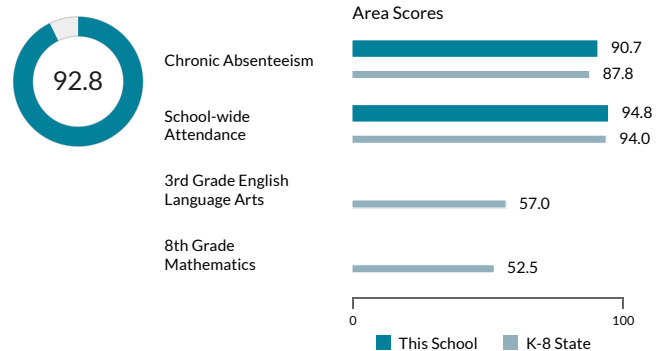 Area Scores
92.8
Chronic Absenteeism
90.7
87.8
School-wide
Attendance
94.8
94.0
3rd Grade English
Language Arts
57.0
8th Grade
Mathematics
52.5
0 100
This School K-8 State